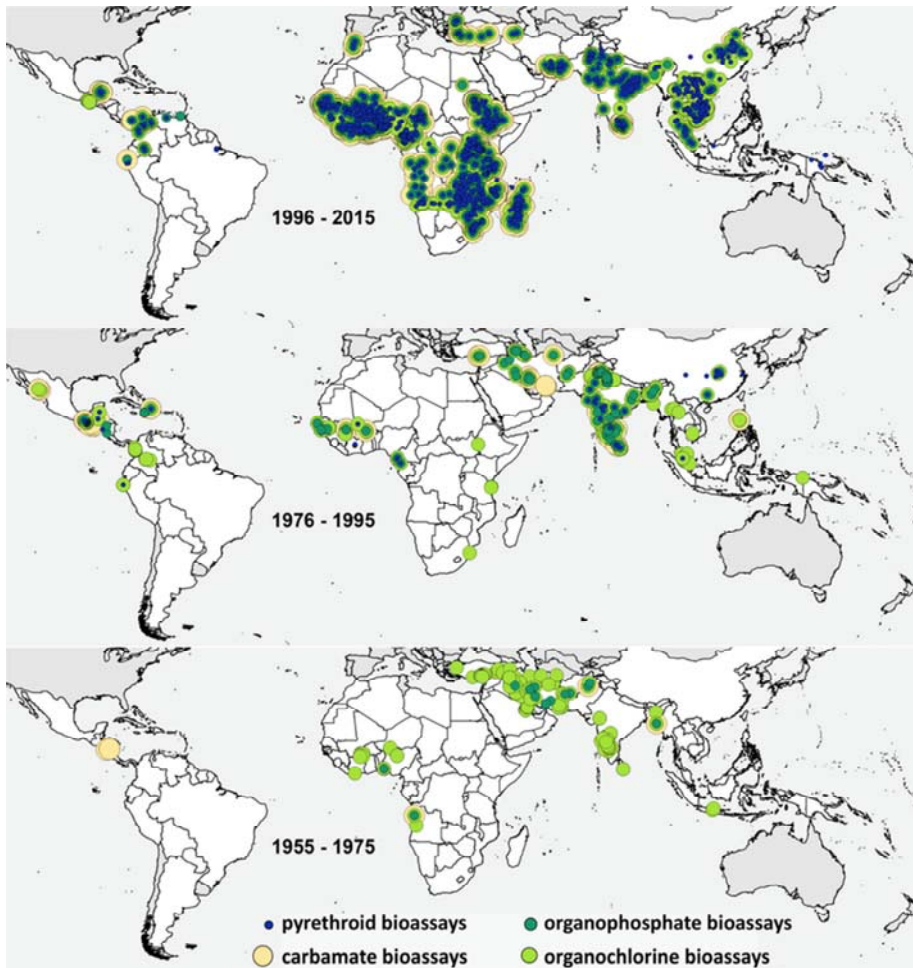 1996 - 2015
1976 - 1995
1955 - 1975
pyrethroid bioassays
organophosphate bioassays
carbamate bioassays
organochlorine bioassays